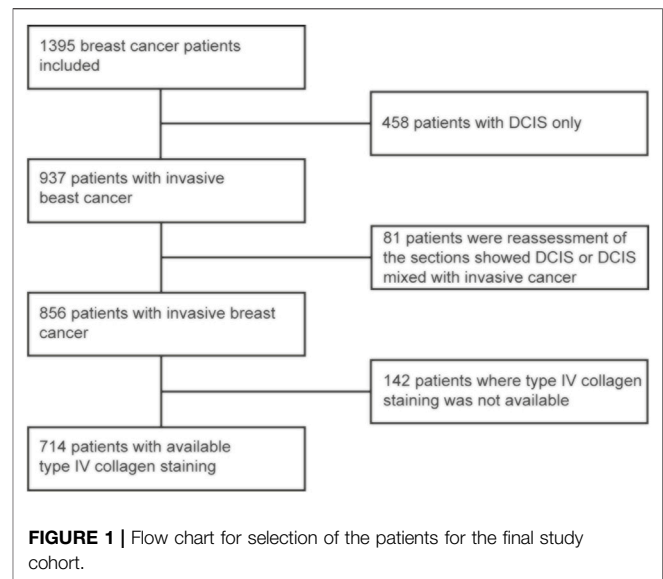 1395 breast cancer patients
included
458 patients with DCIS only
937 patients with invasive
beast cancer
81 patients were reassessment of
the sections showed DCIS or DCIS
mixed with invasive cancer
856 patients with invasive breast
cancer
142 patients where type IV collagen
staining was not available
714 patients with available
type IV collagen staining
FIGURE 1 | Flow chart for selection of the patients for the final study
cohort.